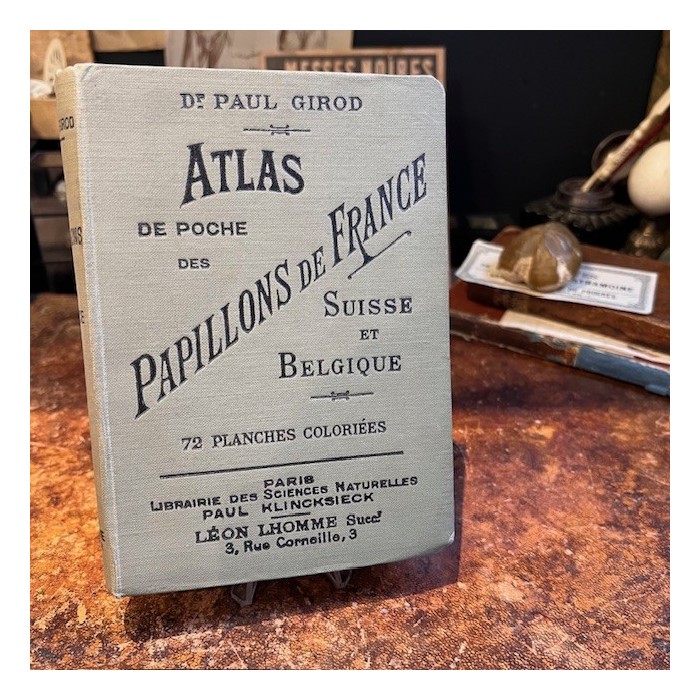 MESSES NOIRES
Dr PAUL GIROD
ATLAS
DE POCHE
DES
PAPILLONS DE FRANCE
SUISSE
ET
BELGIQUE
72 PLANCHES COLORIÉES
PARIS
LIBRAIRIE DES SCIENCES NATURELLES
PAUL KLINCKSIECK
LÉON LHOMME Succr
3, Rue Corneille, 3
GIROD